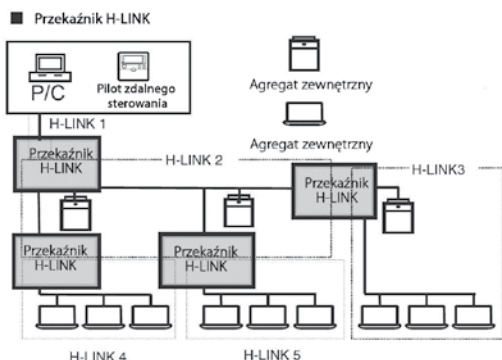 Przekaźnik H-LINK
P/C
Pilot zdalnego
sterowania
Agregat zewnętrzny
Agregat zewnętrzny
H-LINK 1
Przekaźnik
H-LINK
H-LINK 2
Przekaźnik
H-LINK
H-LINK3
Przekaźnik
H-LINK
Przekaźnik
H-LINK
H-LINK 4
H-LINK 5